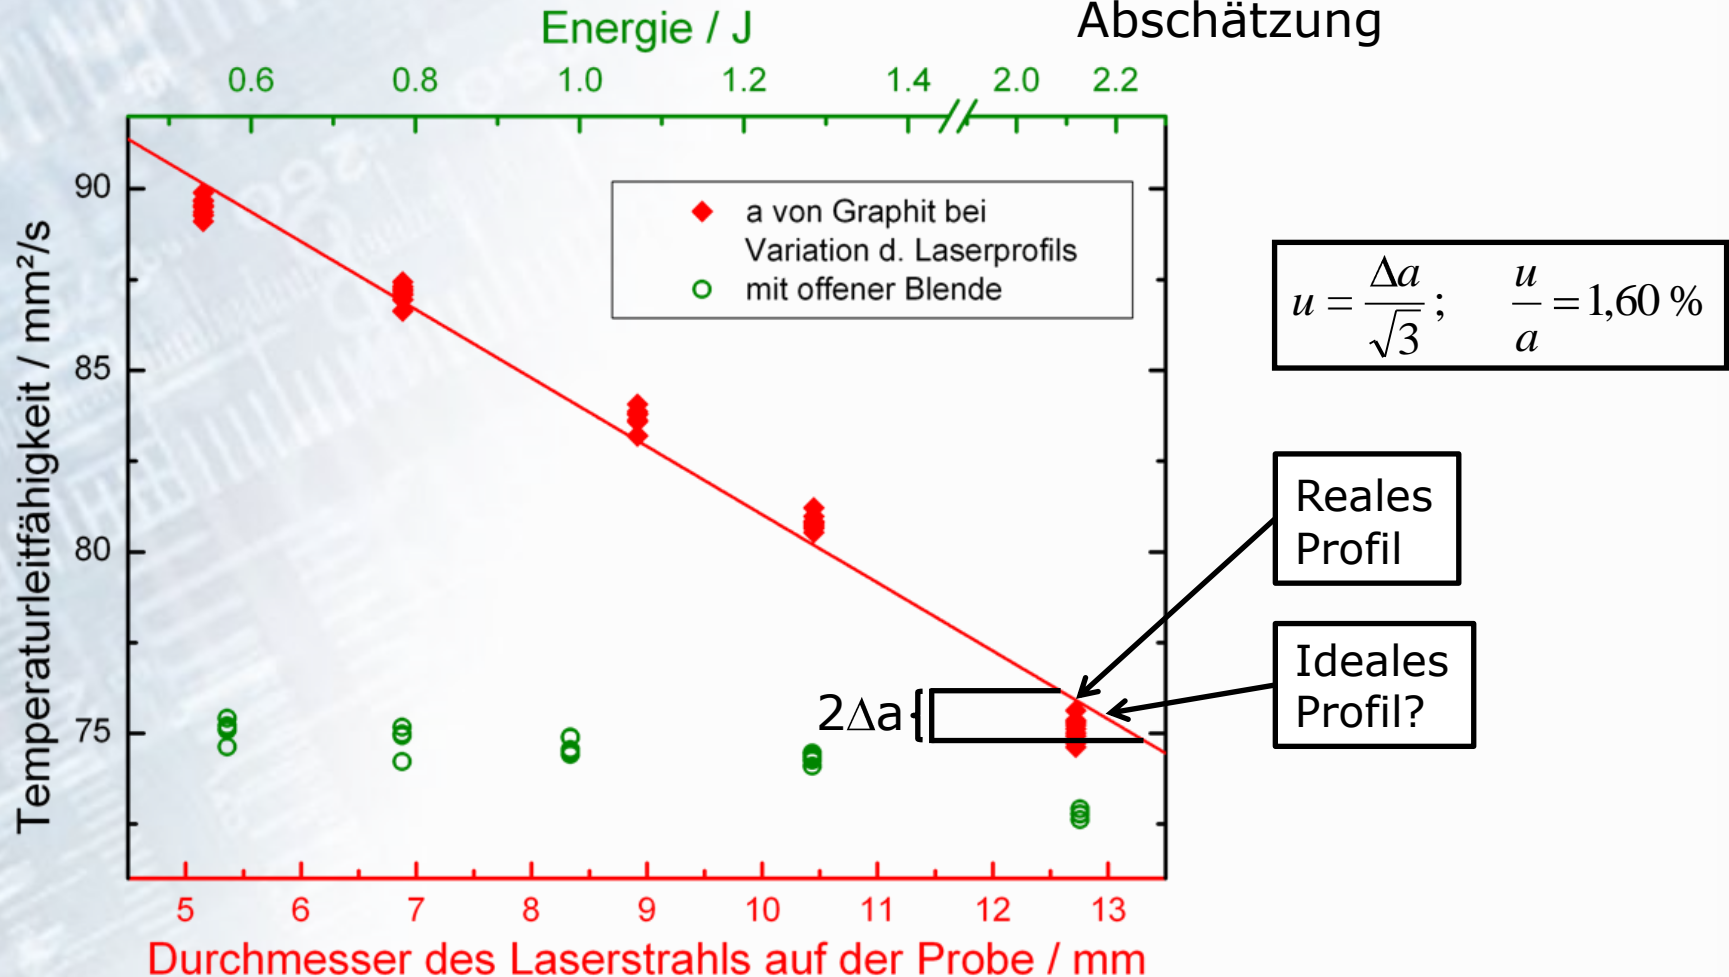 Abschätzung
Energie / J
0.6 0.8 1.0 1.2 1.4 2.0 2.2
Temperaturleitfähigkeit / mm²/s
90
85
80
75
a von Graphit bei
Variation d. Laserprofils
mit offener Blende
u = Δa / √3 ; u / a = 1,60 %
Reales
Profil
Ideales
Profil?
2Δa
5 6 7 8 9 10 11 12 13
Durchmesser des Laserstrahls auf der Probe / mm